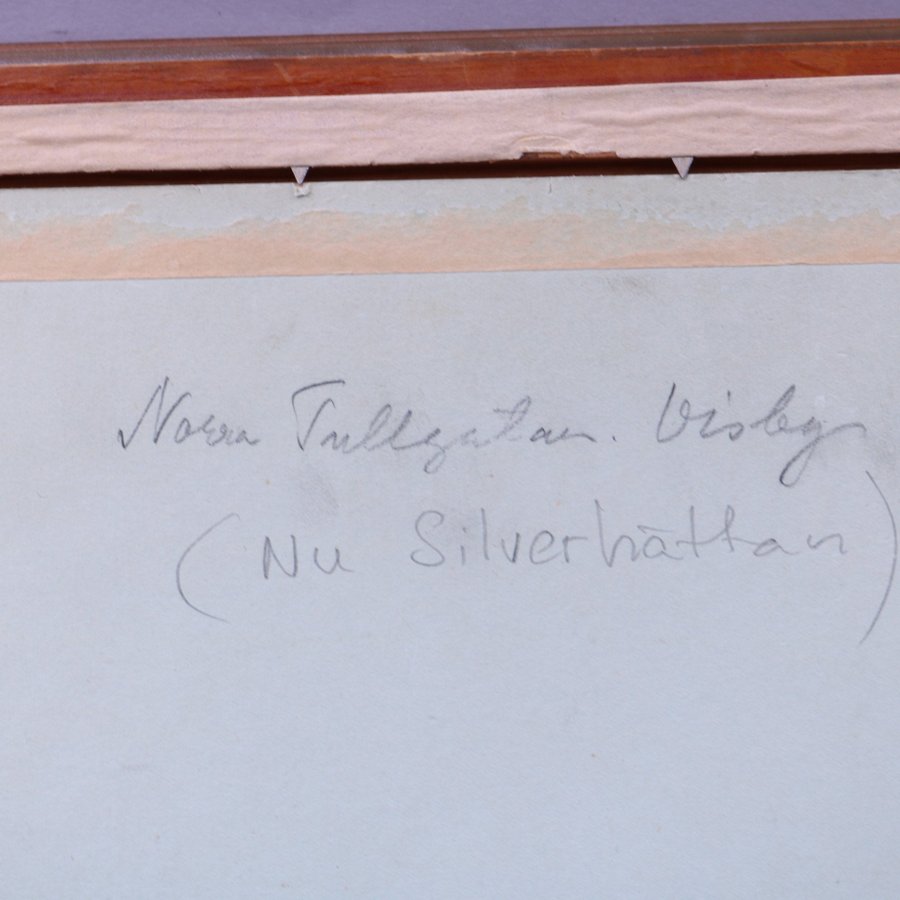 Norra Tullgatan. Visby
(Nu Silverhättan)